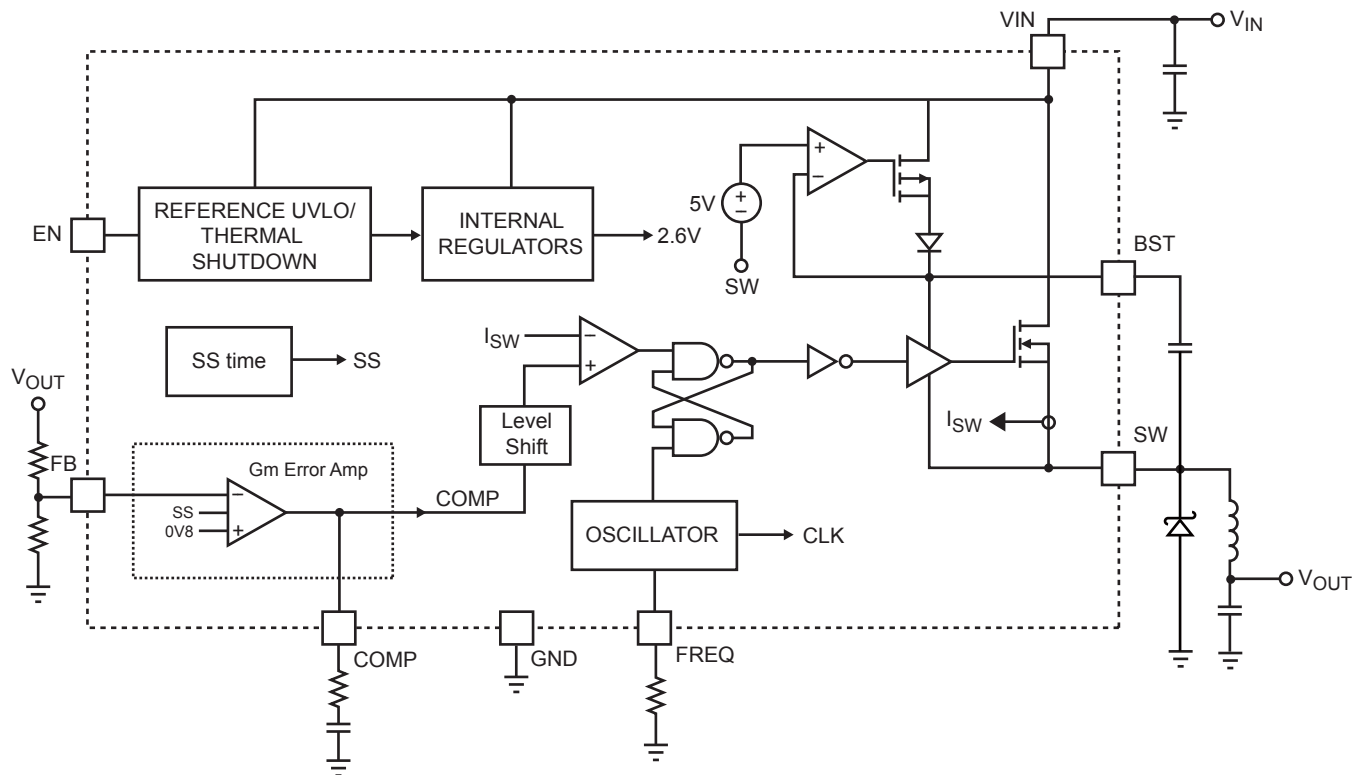 VIN
V_IN
EN
REFERENCE UVLO/
THERMAL
SHUTDOWN
INTERNAL
REGULATORS
2.6V
5V
+
−
SW
+
−
BST
SS time
SS
I_SW
−
+
Level
Shift
I_SW
SW
V_OUT
FB
Gm Error Amp
−
SS
0V8
+
COMP
OSCILLATOR
CLK
V_OUT
COMP
GND
FREQ